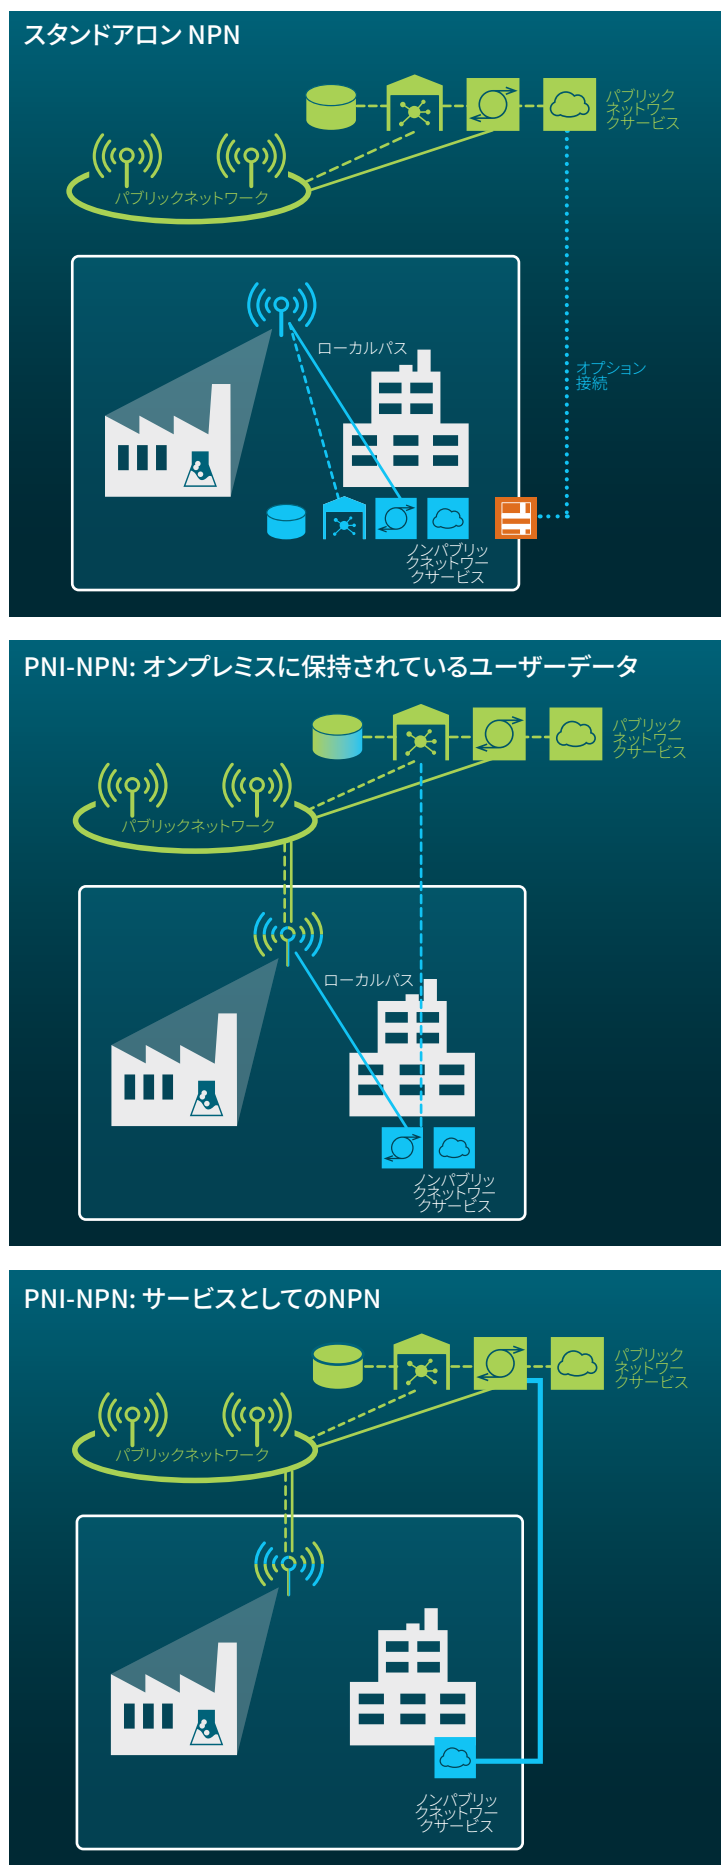 スタンドアロン NPN
パブリック
ネットワー
クサービス
パブリックネットワーク
ローカルパス
オプション
接続
ノンパブリッ
クネットワー
クサービス
PNI-NPN: オンプレミスに保持されているユーザーデータ
パブリック
ネットワー
クサービス
パブリックネットワーク
ローカルパス
ノンパブリッ
クネットワー
クサービス
PNI-NPN: サービスとしてのNPN
パブリック
ネットワー
クサービス
パブリックネットワーク
ノンパブリッ
クネットワー
クサービス